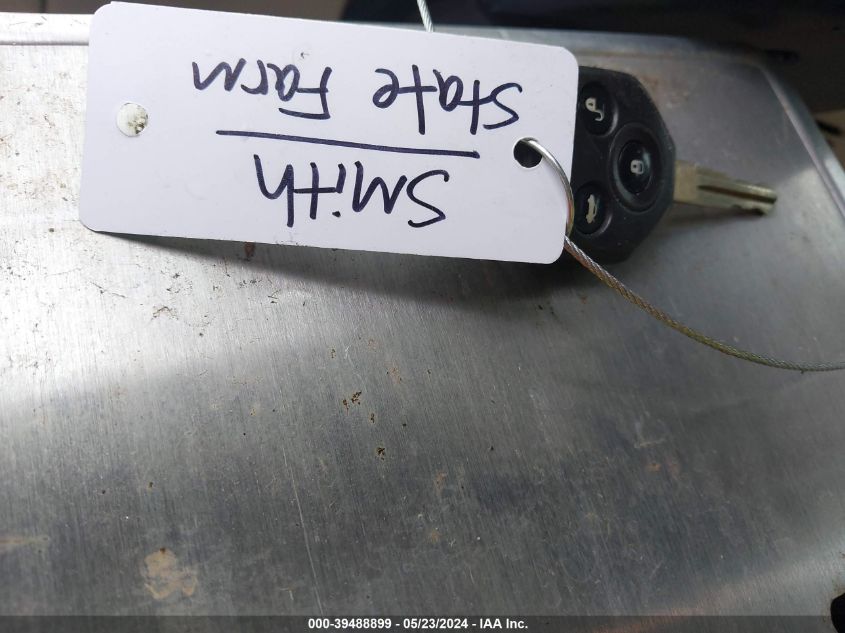 Smith
State Farm
000-39488899 - 05/23/2024 - IAA Inc.